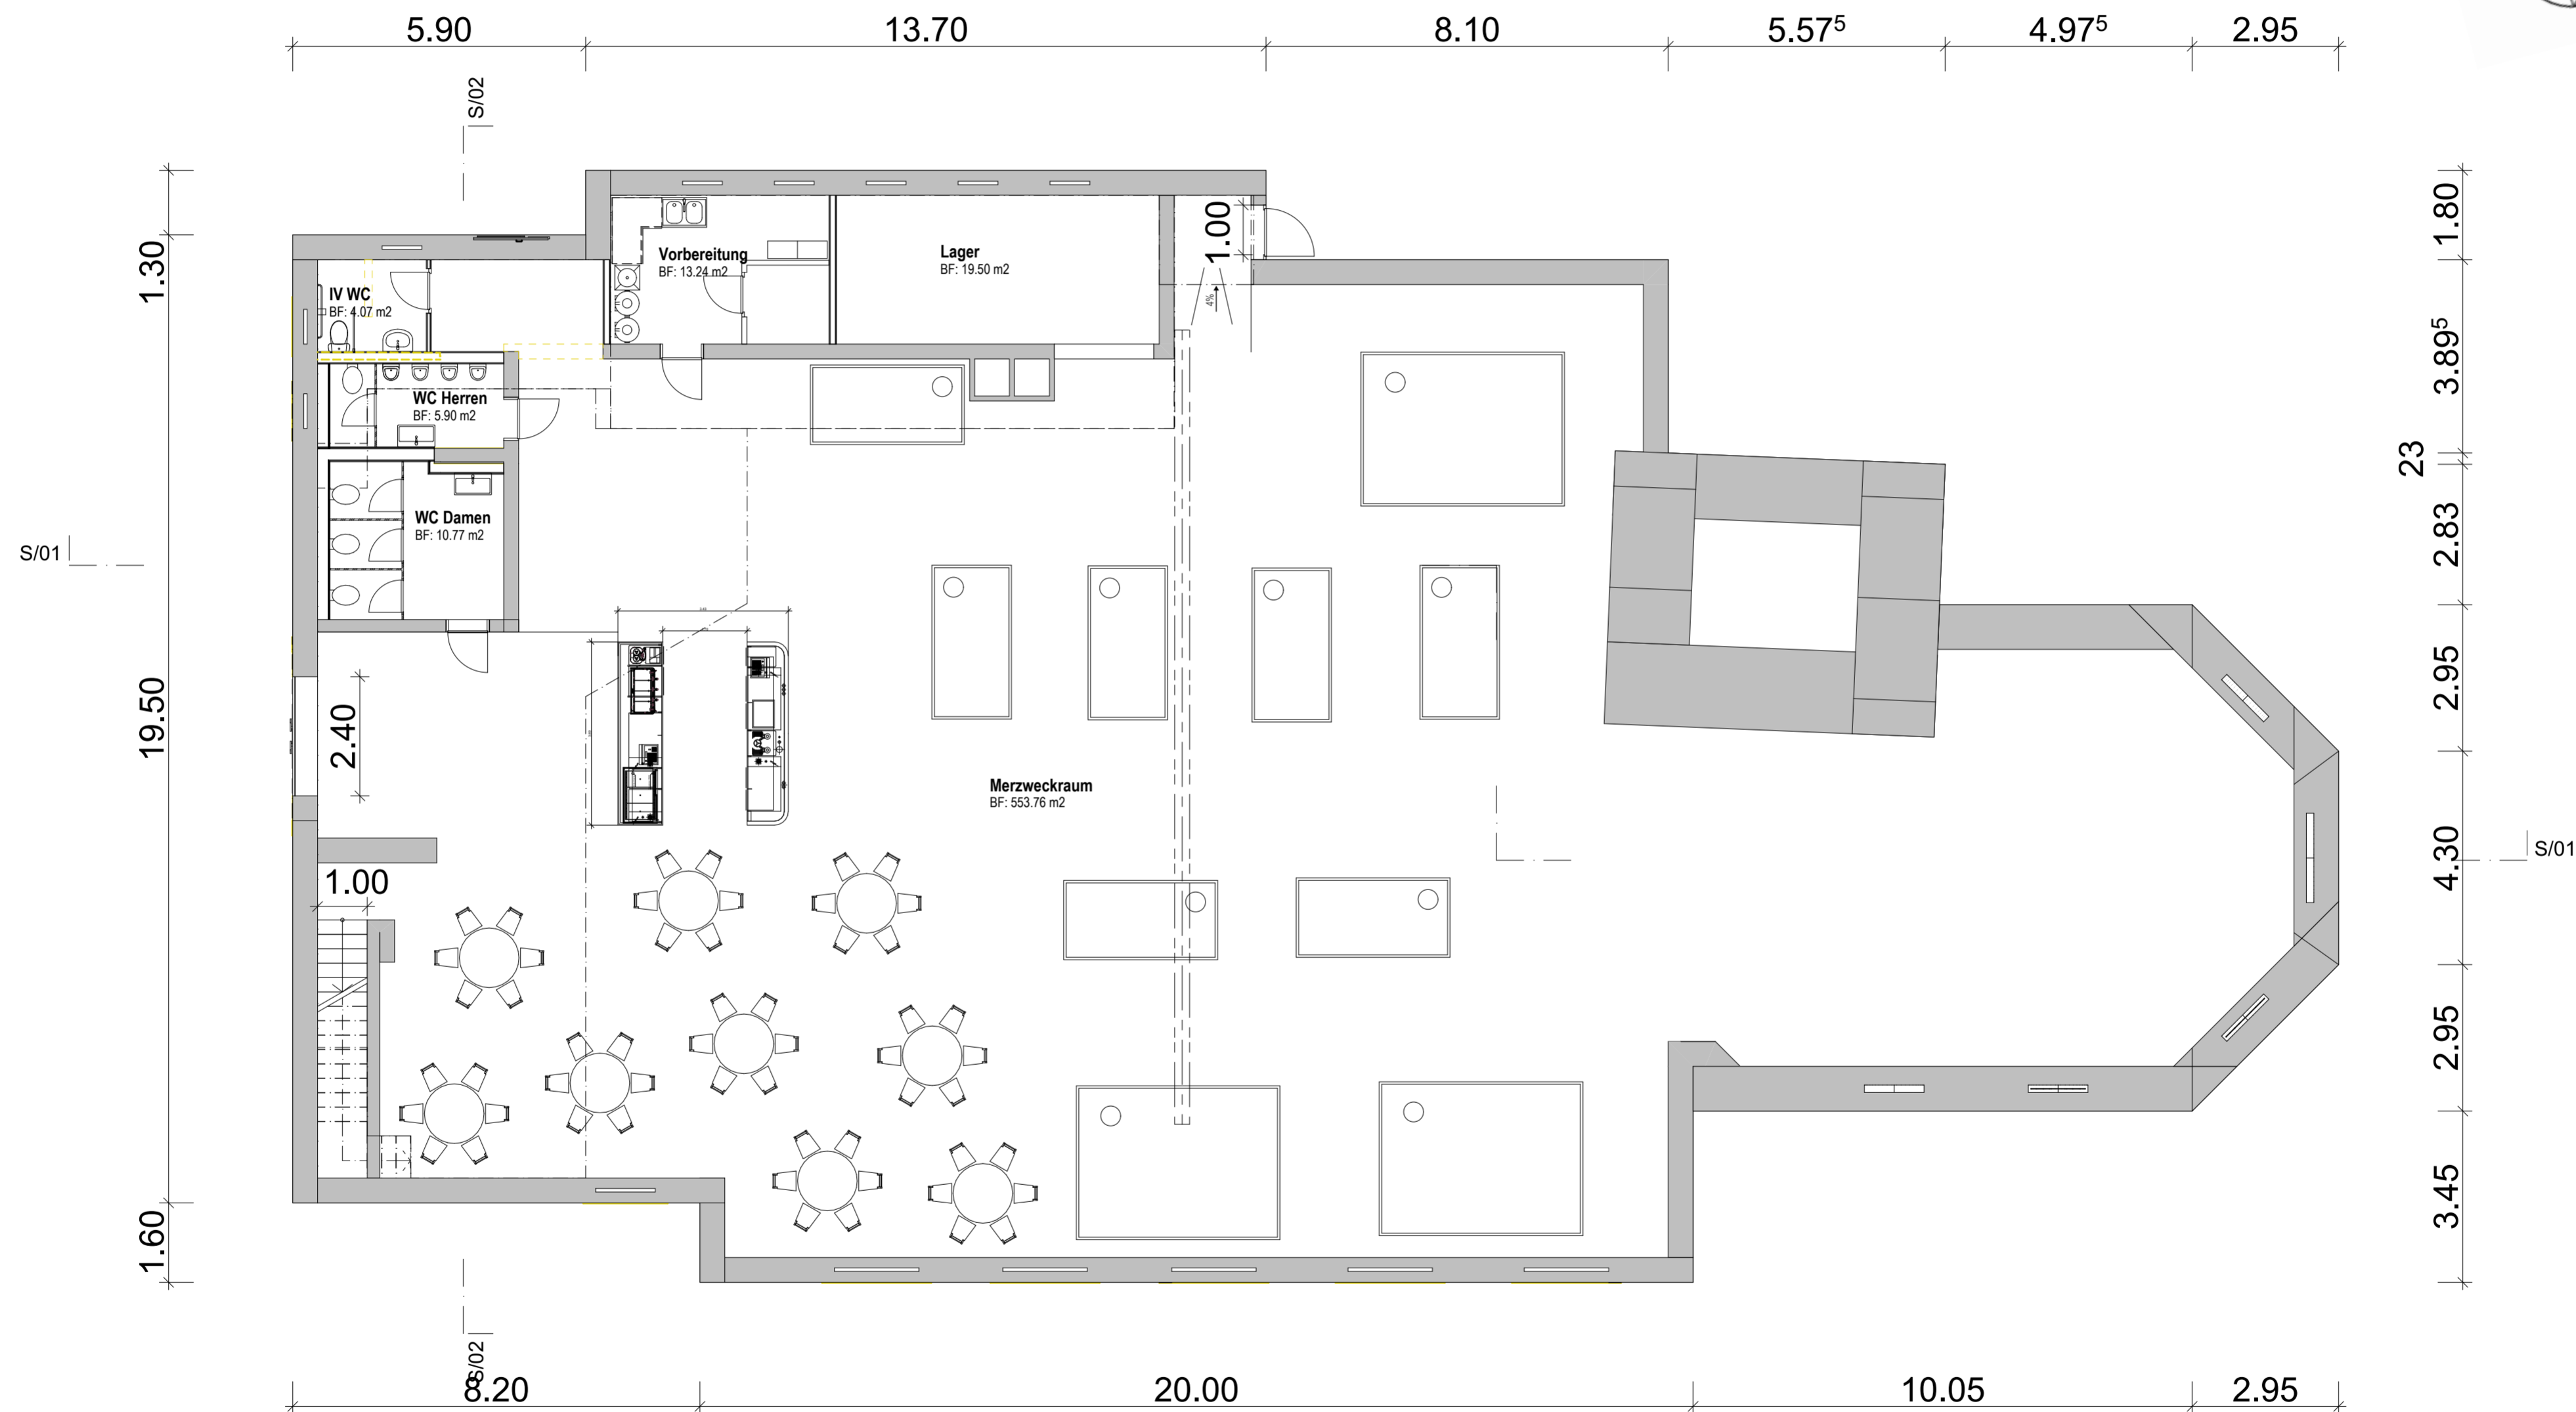 5.90 13.70 8.10 5.57⁵ 4.97⁵ 2.95
S/02
1.30
19.50
1.60
1.80
3.89⁵
23
2.83
2.95
4.30
2.95
3.45
1.00
4%
Vorbereitung
BF: 13.24 m2
Lager
BF: 19.50 m2
IV WC
BF: 4.07 m2
WC Herren
BF: 5.90 m2
WC Damen
BF: 10.77 m2
S/01
2.40
Merzweckraum
BF: 553.76 m2
S/01
1.00
S/02
8.20 20.00 10.05 2.95